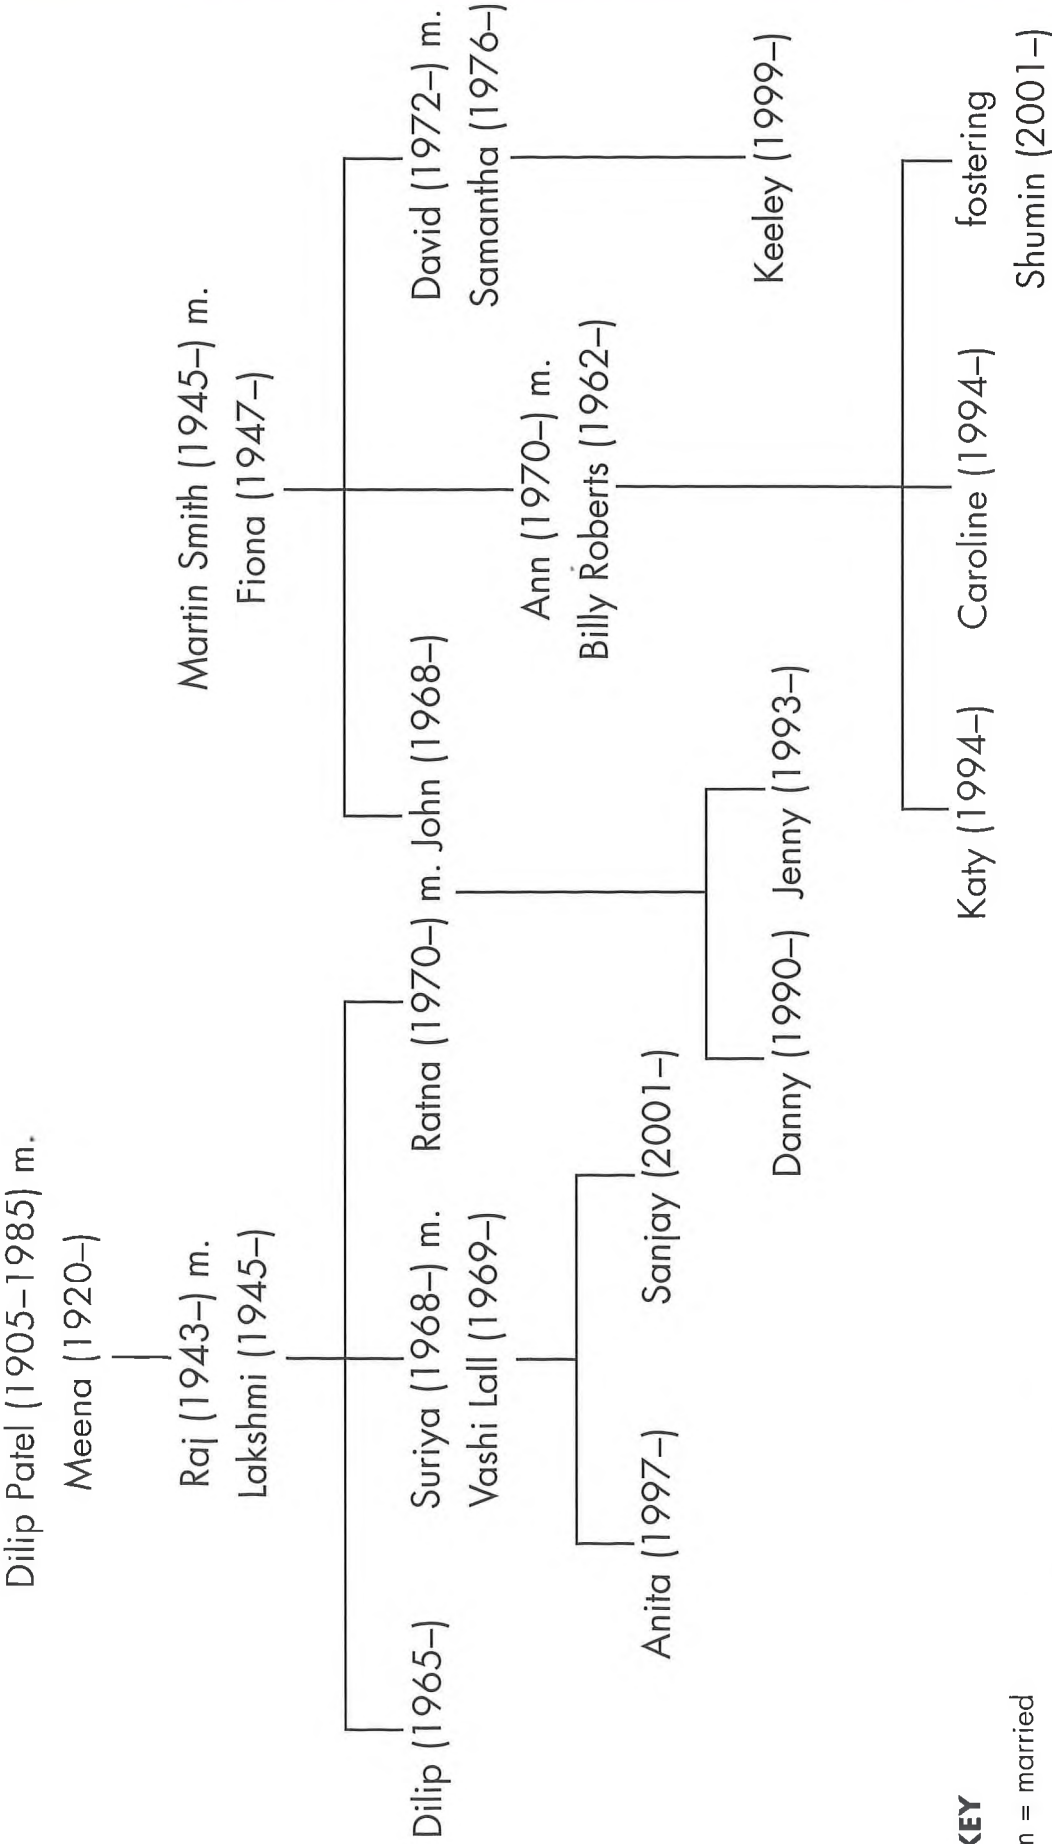 Dilip Patel (1905–1985) m.
Meena (1920–)
Raj (1943–) m.
Lakshmi (1945–)
Martin Smith (1945–) m.
Fiona (1947–)
Dilip (1965–)
Suriya (1968–) m.
Vashi Lall (1969–)
Ratna (1970–) m. John (1968–)
David (1972–) m.
Samantha (1976–)
Ann (1970–) m.
Billy Roberts (1962–)
Anita (1997–)
Sanjay (2001–)
Danny (1990–)
Jenny (1993–)
Keeley (1999–)
Katy (1994–)
Caroline (1994–)
fostering
Shumin (2001–)
KEY
= married